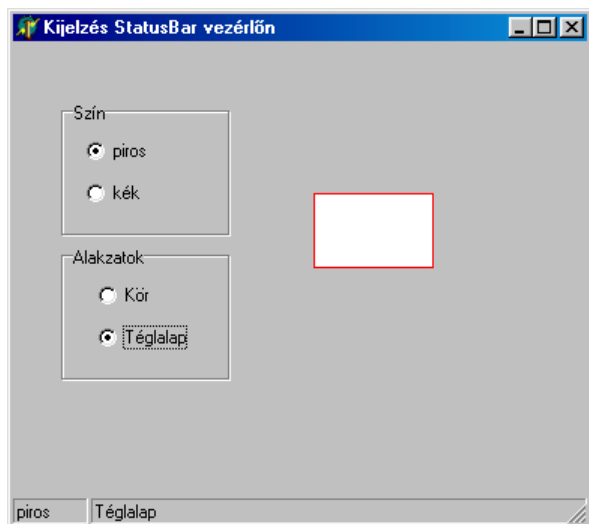 Kijelzés StatusBar vezérlőn
Szín
piros
kék
Alakzatok
Kör
Téglalap
piros
Téglalap